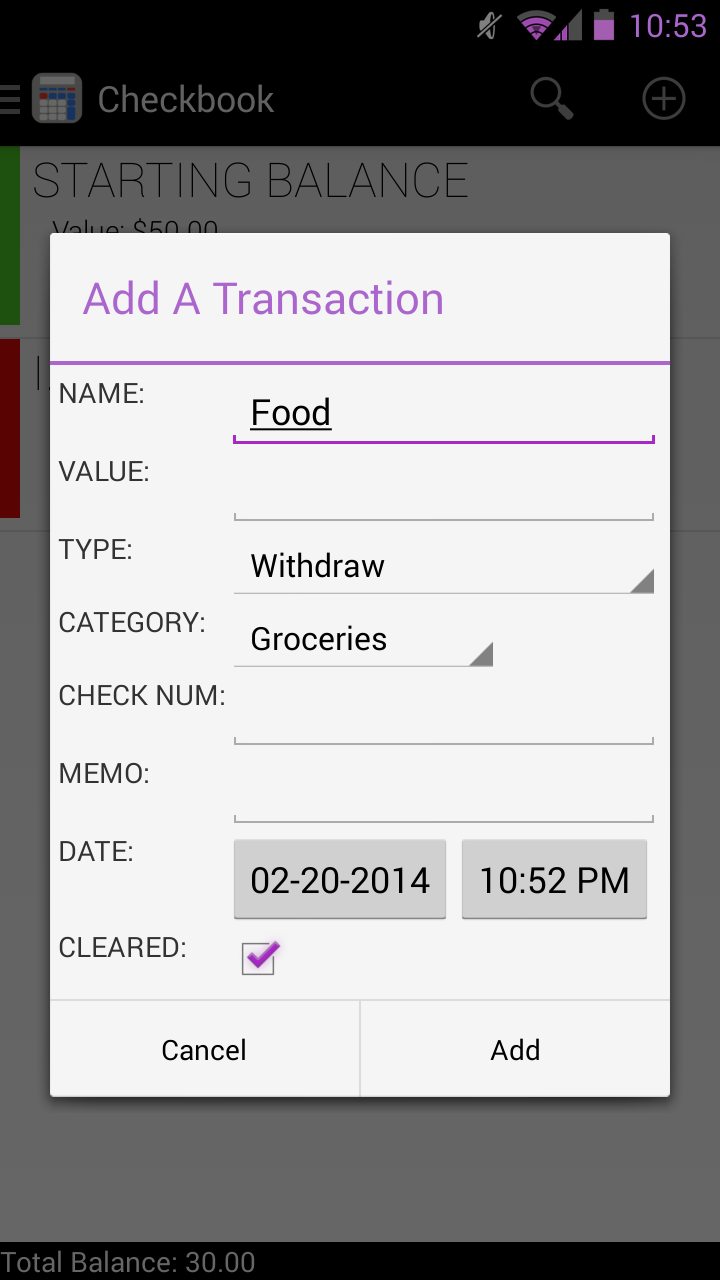 10:53
Checkbook
STARTING BALANCE
Value: $50.00
Add A Transaction
NAME: Food
VALUE:
TYPE: Withdraw
CATEGORY: Groceries
CHECK NUM:
MEMO:
DATE: 02-20-2014 10:52 PM
CLEARED:
Cancel Add
Total Balance: 30.00